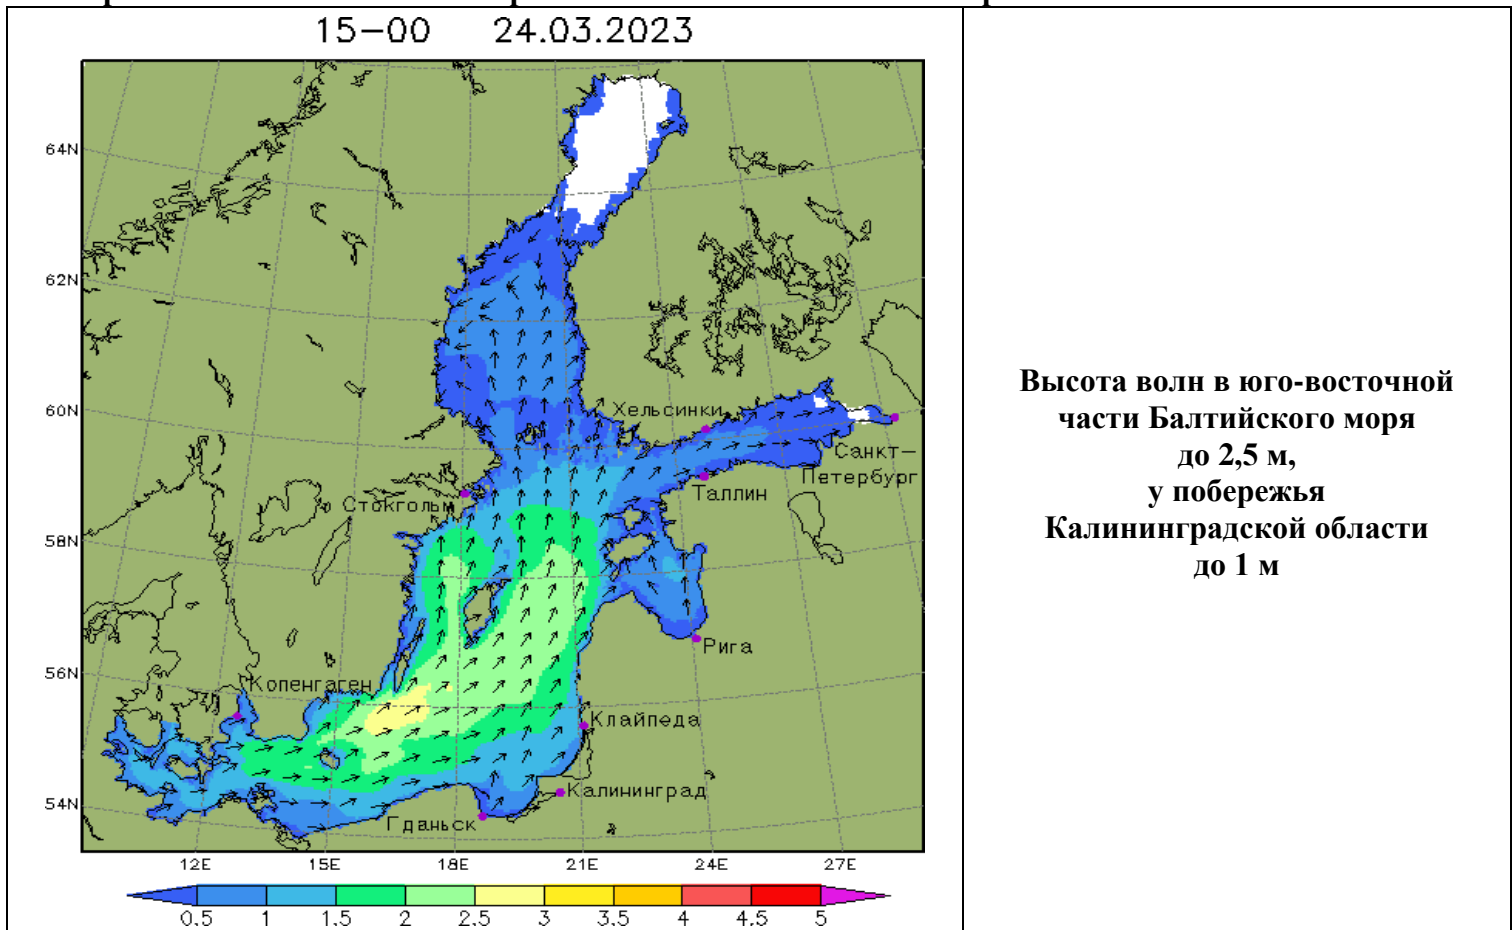 15-00 24.03.2023
64N
62N
60N
58N
56N
54N
Хельсинки
Санкт-
Петербург
Таллин
Стокгольм
Рига
Копенгаген
Клайпеда
Калининград
Гданьск
12E 15E 18E 21E 24E 27E
0.5 1 1.5 2 2.5 3 3.5 4 4.5 5
Высота волн в юго-восточной
части Балтийского моря
до 2,5 м,
у побережья
Калининградской области
до 1 м